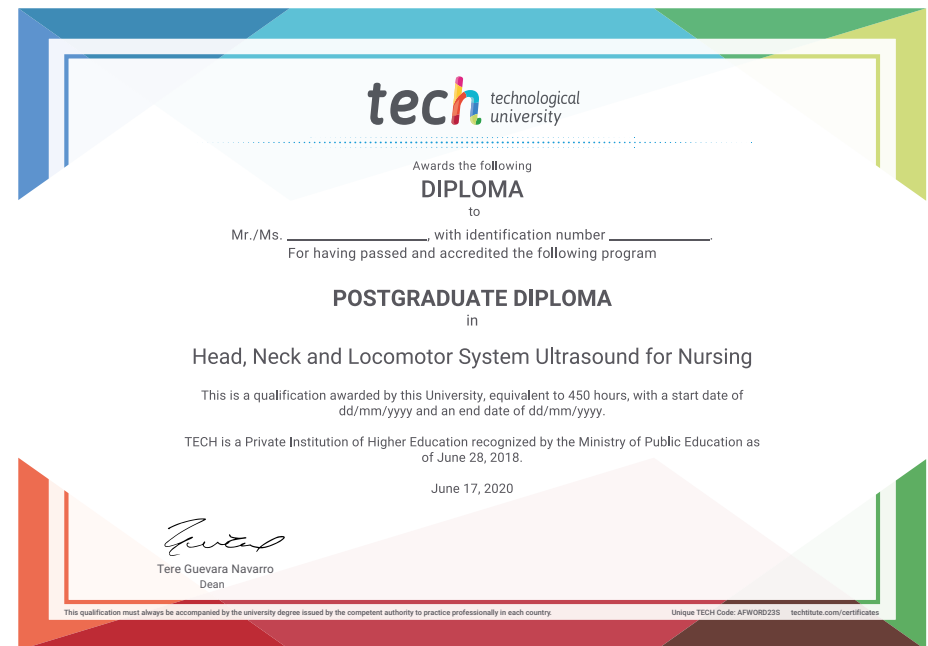 tech technological
university
Awards the following
DIPLOMA
to
Mr./Ms. ____________________, with identification number ______________.
For having passed and accredited the following program
POSTGRADUATE DIPLOMA
in
Head, Neck and Locomotor System Ultrasound for Nursing
This is a qualification awarded by this University, equivalent to 450 hours, with a start date of
dd/mm/yyyy and an end date of dd/mm/yyyy.
TECH is a Private Institution of Higher Education recognized by the Ministry of Public Education as
of June 28, 2018.
June 17, 2020
Tere Guevara Navarro
Dean
This qualification must always be accompanied by the university degree issued by the competent authority to practice professionally in each country.
Unique TECH Code: AFWORD23S techtitute.com/certificates